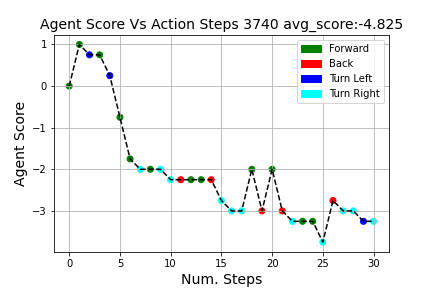 Agent Score Vs Action Steps 3740 avg_score:-4.825
Forward
Back
Turn Left
Turn Right
1
0
−1
−2
−3
Agent Score
0 5 10 15 20 25 30
Num. Steps